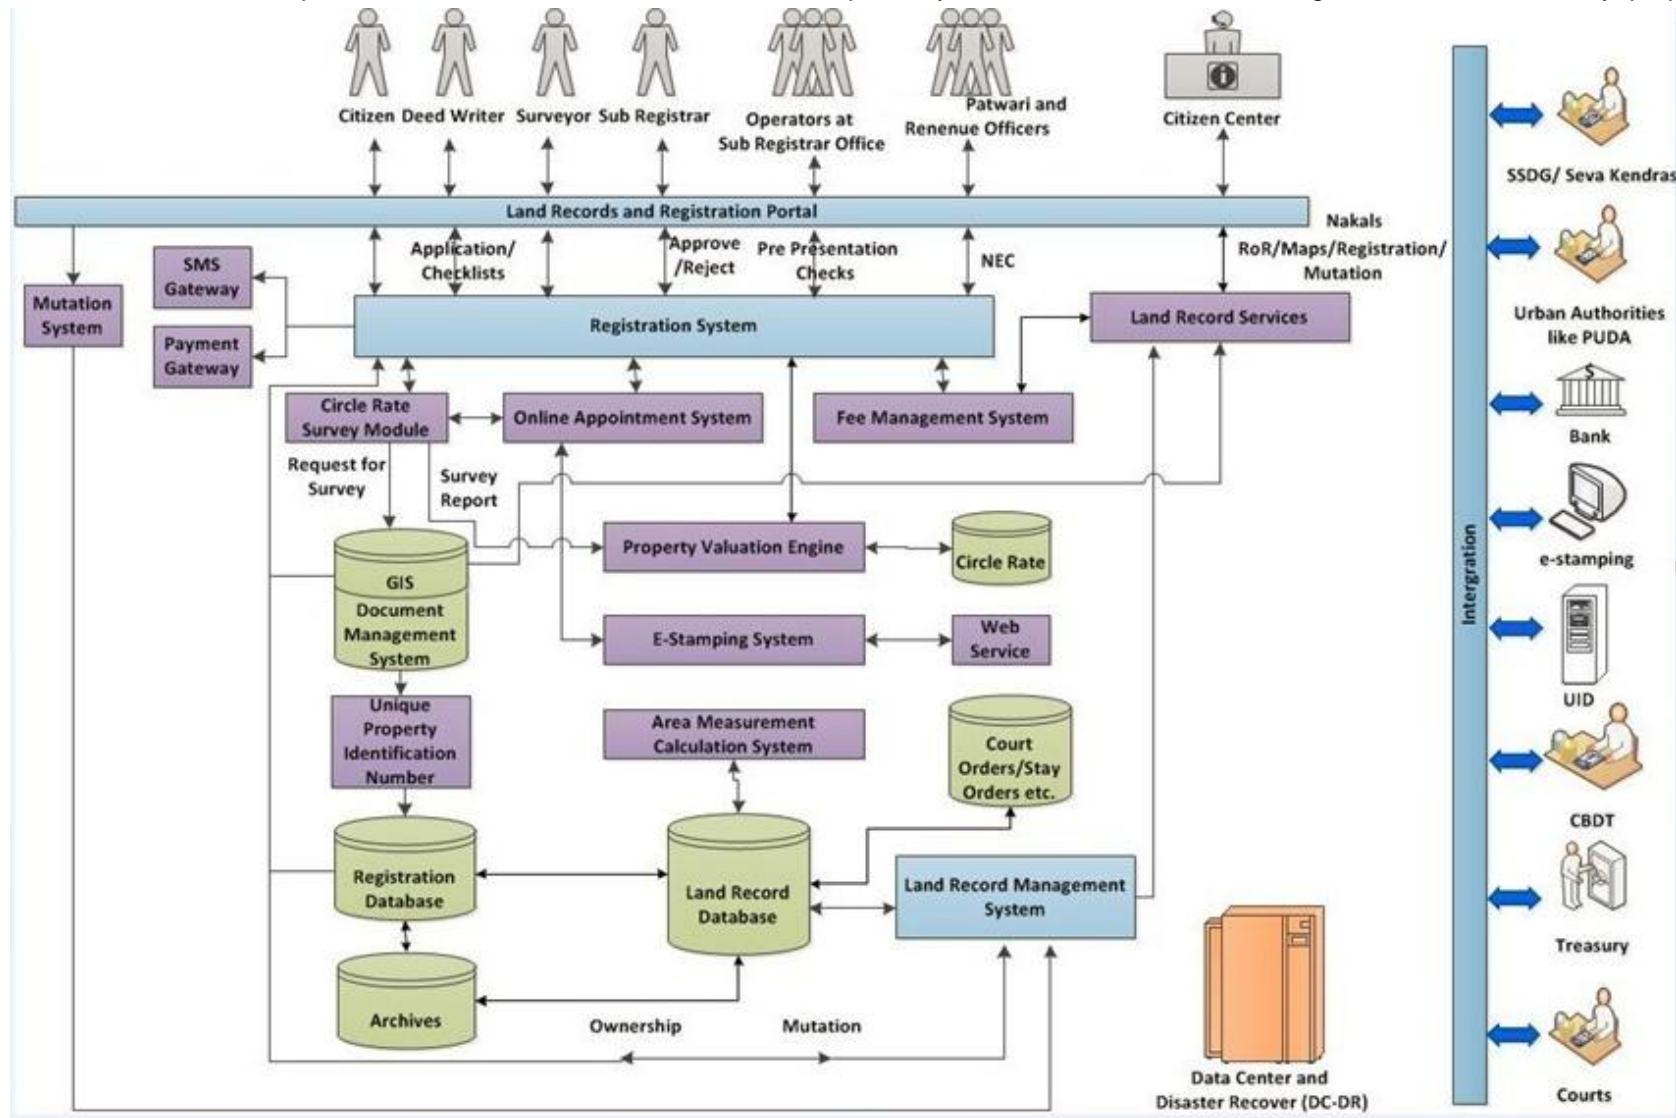 Citizen
Deed Writer
Surveyor
Sub Registrar
Operators at
Sub Registrar Office
Patwari and
Renenue Officers
Citizen Center
Land Records and Registration Portal
Nakals
RoR/Maps/Registration/
Mutation
SMS
Gateway
Application/
Checklists
Approve
/Reject
Pre Presentation
Checks
NEC
Mutation
System
Payment
Gateway
Registration System
Land Record Services
Circle Rate
Survey Module
Online Appointment System
Fee Management System
Request for
Survey
Survey
Report
Property Valuation Engine
Circle Rate
GIS
Document
Management
System
E-Stamping System
Web
Service
Unique
Property
Identification
Number
Area Measurement
Calculation System
Court
Orders/Stay
Orders etc.
Registration
Database
Land Record
Database
Land Record Management
System
Archives
Ownership
Mutation
Data Center and
Disaster Recover (DC-DR)
Intergration
SSDG/ Seva Kendras
Urban Authorities
like PUDA
$
Bank
e-stamping
UID
CBDT
Treasury
Courts